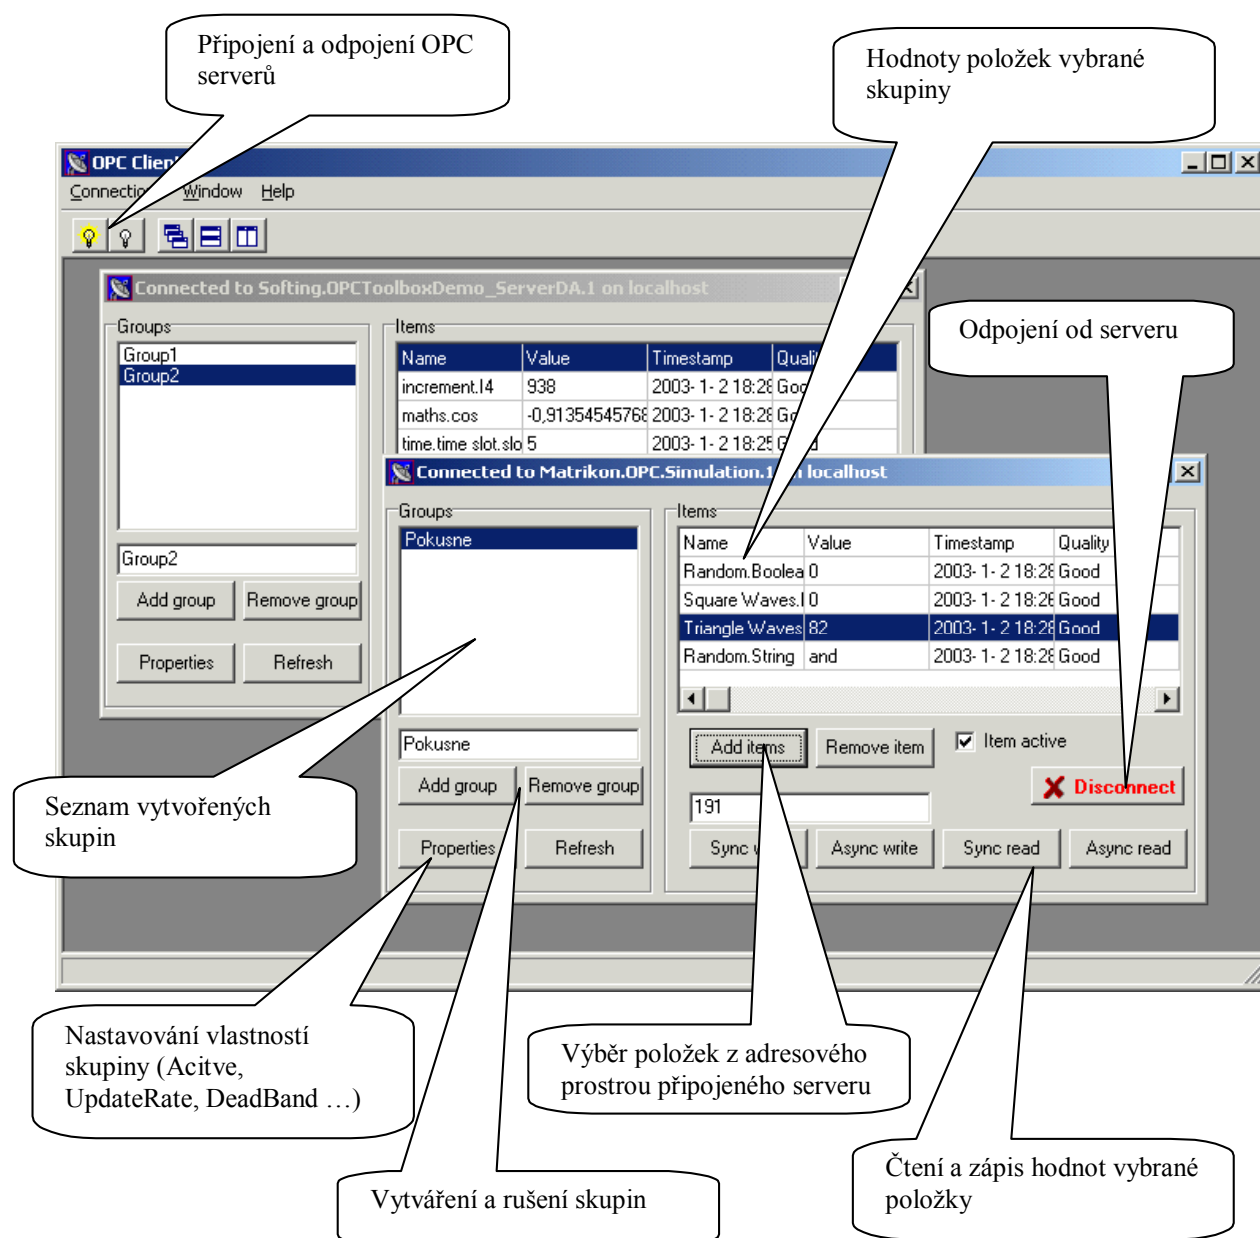 Připojení a odpojení OPC
serverů
Hodnoty položek vybrané
skupiny
OPC Client
Connection Window Help
Connected to Softing.OPCToolboxDemo_ServerDA.1 on localhost
Odpojení od serveru
Groups
Group1
Group2
Group2
Add group Remove group
Properties Refresh
Items
Name Value Timestamp Quality
increment.I4 938 2003- 1- 2 18:28 Good
maths.cos -0,91354545768 2003- 1- 2 18:28 Good
time.time slot.slo 5 2003- 1- 2 18:25 Good
Connected to Matrikon.OPC.Simulation.1 on localhost
Groups
Pokusne
Pokusne
Add group Remove group
Properties Refresh
Items
Name Value Timestamp Quality
Random.Boolea 0 2003- 1- 2 18:28 Good
Square Waves.I 0 2003- 1- 2 18:28 Good
Triangle Waves 82 2003- 1- 2 18:28 Good
Random.String and 2003- 1- 2 18:28 Good
Add items Remove item Item active
Disconnect
191
Sync w Async write Sync read Async read
Seznam vytvořených
skupin
Nastavování vlastností
skupiny (Acitve,
UpdateRate, DeadBand …)
Výběr položek z adresového
prostrou připojeného serveru
Vytváření a rušení skupin
Čtení a zápis hodnot vybrané
položky